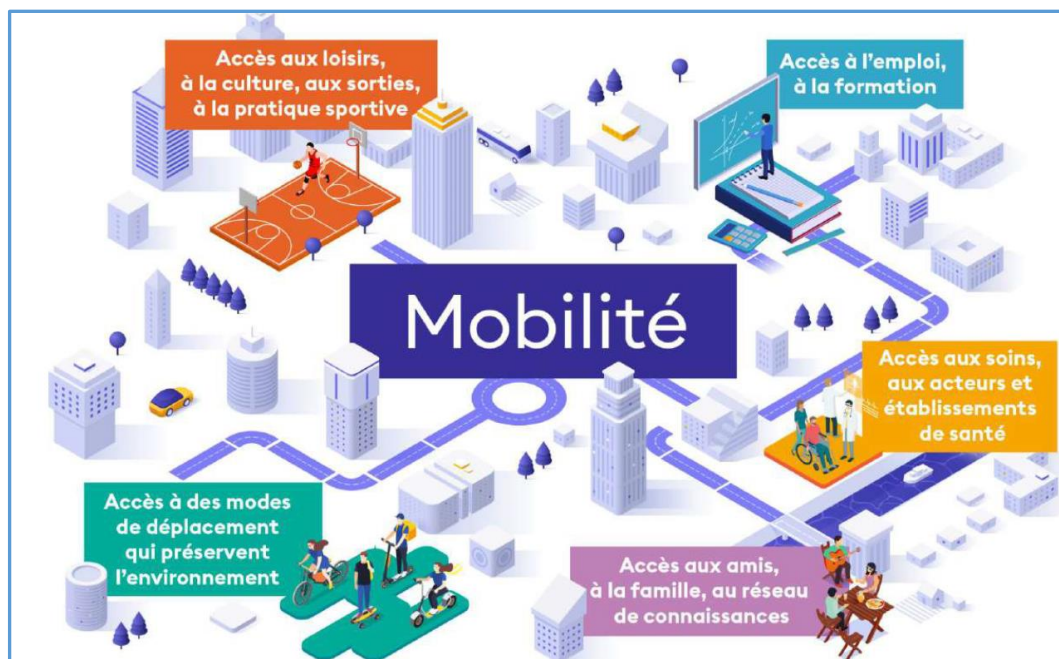 Accès aux loisirs,
à la culture, aux sorties,
à la pratique sportive
Accès à l’emploi,
à la formation
Mobilité
Accès aux soins,
aux acteurs et
établissements
de santé
Accès à des modes
de déplacement
qui préservent
l’environnement
Accès aux amis,
à la famille, au réseau
de connaissances